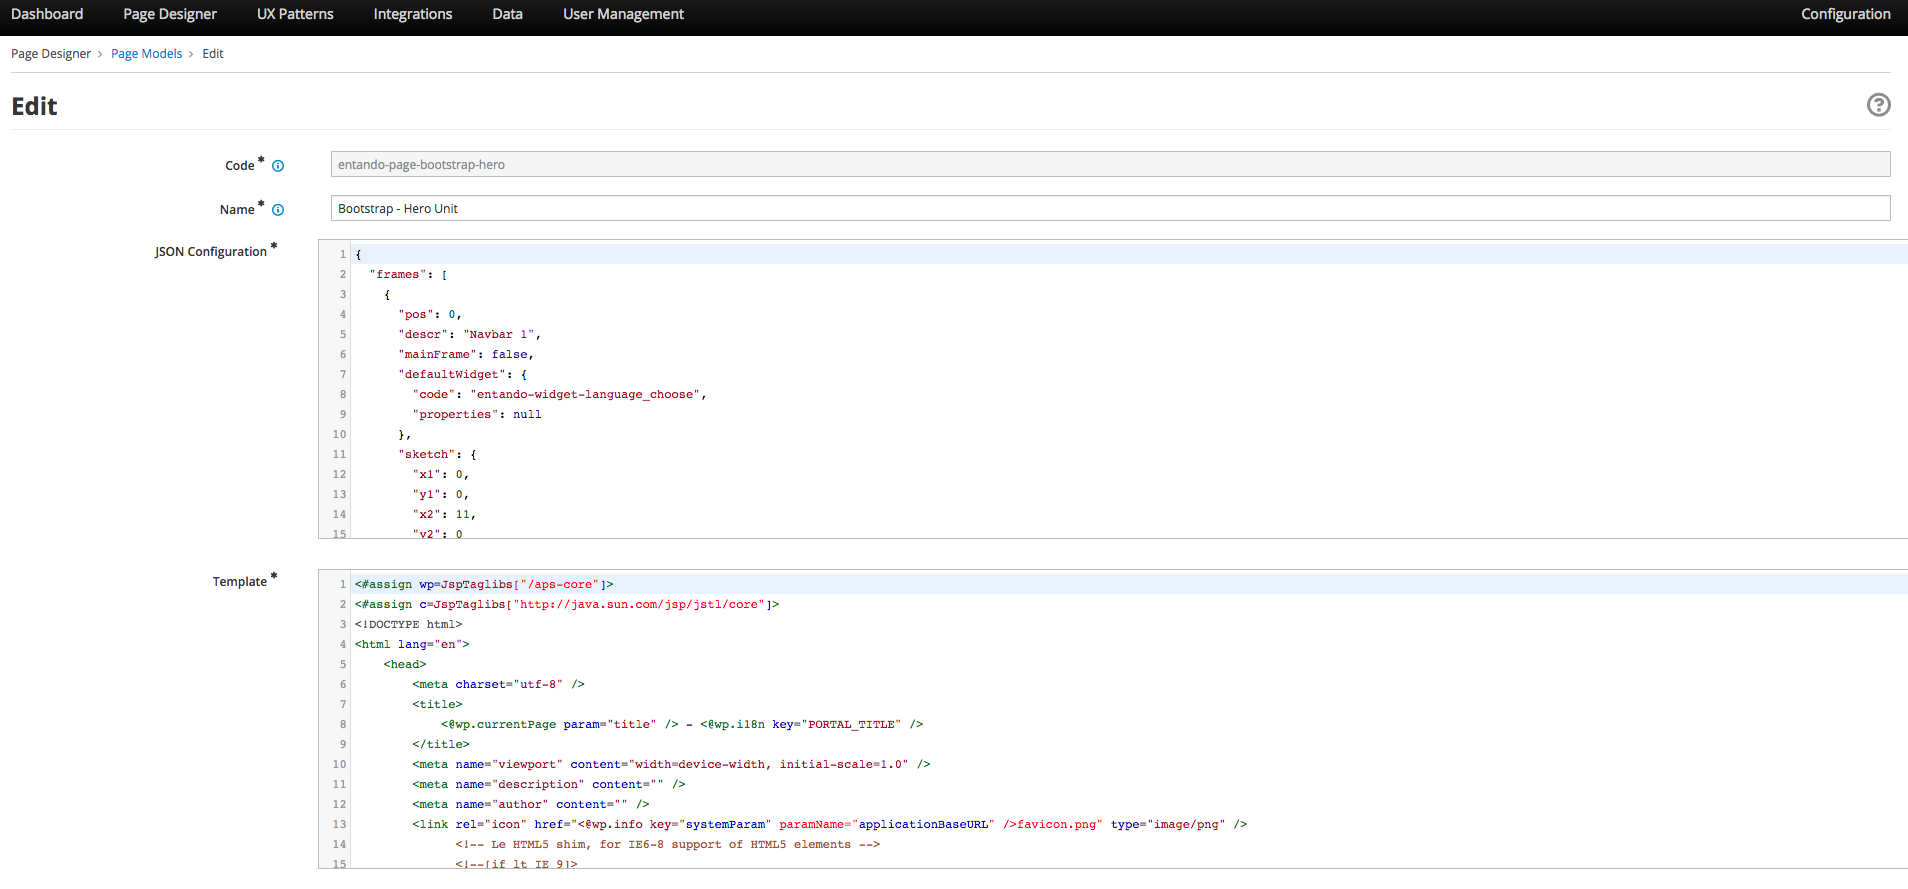 Dashboard Page Designer UX Patterns Integrations Data User Management Configuration
Page Designer > Page Models > Edit
Edit
Code *
entando-page-bootstrap-hero
Name *
Bootstrap - Hero Unit
JSON Configuration *
1 {
2 "frames": [
3 {
4 "pos": 0,
5 "descr": "Navbar 1",
6 "mainFrame": false,
7 "defaultWidget": {
8 "code": "entando-widget-language_choose",
9 "properties": null
10 },
11 "sketch": {
12 "x1": 0,
13 "y1": 0,
14 "x2": 11,
15 "y2": 0
Template *
1 <#assign wp=JspTaglibs["/aps-core"]>
2 <#assign c=JspTaglibs["http://java.sun.com/jsp/jstl/core"]>
3 <!DOCTYPE html>
4 <html lang="en">
5 <head>
6 <meta charset="utf-8" />
7 <title>
8 <@wp.currentPage param="title" /> - <@wp.i18n key="PORTAL_TITLE" />
9 </title>
10 <meta name="viewport" content="width=device-width, initial-scale=1.0" />
11 <meta name="description" content="" />
12 <meta name="author" content="" />
13 <link rel="icon" href="<@wp.info key="systemParam" paramName="applicationBaseURL" />favicon.png" type="image/png" />
14 <!-- Le HTML5 shim, for IE6-8 support of HTML5 elements -->
15 <!--[if lt IE 9]>